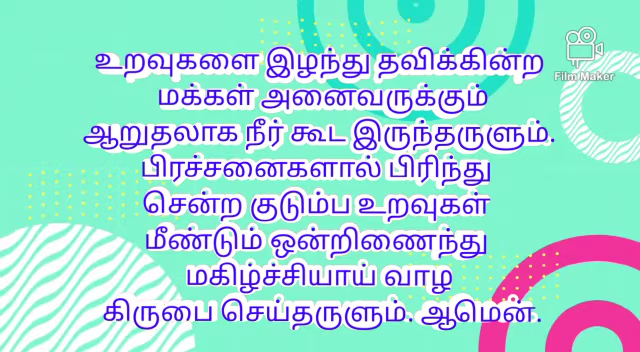 உறவுகளை இழந்து தவிக்கின்ற
மக்கள் அனைவருக்கும்
ஆறுதலாக நீர் கூட இருந்தருளும்.
பிரச்சனைகளால் பிரிந்து
சென்ற குடும்ப உறவுகள்
மீண்டும் ஒன்றிணைந்து
மகிழ்ச்சியாய் வாழ
கிருபை செய்தருளும். ஆமென்.
Film Maker